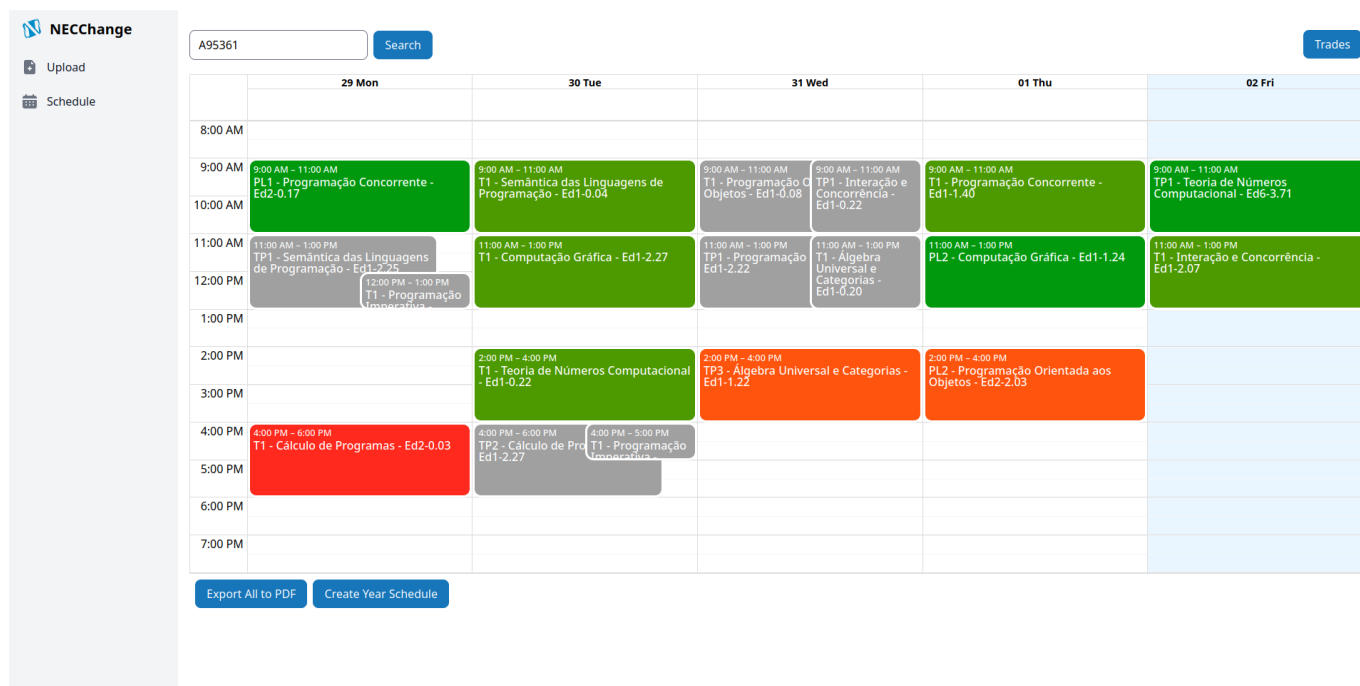 NECChange
Upload
Schedule
A95361
Search
Trades
29 Mon
30 Tue
31 Wed
01 Thu
02 Fri
8:00 AM
9:00 AM
10:00 AM
11:00 AM
12:00 PM
1:00 PM
2:00 PM
3:00 PM
4:00 PM
5:00 PM
6:00 PM
7:00 PM
9:00 AM – 11:00 AM
PL1 - Programação Concorrente -
Ed2-0.17
11:00 AM – 1:00 PM
TP1 - Semântica das Linguagens
de Programação - Ed1-2.25
12:00 PM – 1:00 PM
T1 - Programação
Imperativa -
4:00 PM – 6:00 PM
T1 - Cálculo de Programas - Ed2-0.03
9:00 AM – 11:00 AM
T1 - Semântica das Linguagens de
Programação - Ed1-0.04
11:00 AM – 1:00 PM
T1 - Computação Gráfica - Ed1-2.27
2:00 PM – 4:00 PM
T1 - Teoria de Números Computacional
- Ed1-0.22
4:00 PM – 6:00 PM
TP2 - Cálculo de Pro
Ed1-2.27
4:00 PM – 5:00 PM
T1 - Programação
Imperativa -
9:00 AM – 11:00 AM
T1 - Programação O
Objetos - Ed1-0.08
9:00 AM – 11:00 AM
TP1 - Interação e
Concorrência -
Ed1-0.22
11:00 AM – 1:00 PM
TP1 - Programação
Ed1-2.22
11:00 AM – 1:00 PM
T1 - Álgebra
Universal e
Categorias -
Ed1-0.20
2:00 PM – 4:00 PM
TP3 - Álgebra Universal e Categorias -
Ed1-1.22
9:00 AM – 11:00 AM
T1 - Programação Concorrente -
Ed1-1.40
11:00 AM – 1:00 PM
PL2 - Computação Gráfica - Ed1-1.24
2:00 PM – 4:00 PM
PL2 - Programação Orientada aos
Objetos - Ed2-2.03
9:00 AM – 11:00 AM
TP1 - Teoria de Números
Computacional - Ed6-3.71
11:00 AM – 1:00 PM
T1 - Interação e Concorrência -
Ed1-2.07
Export All to PDF
Create Year Schedule